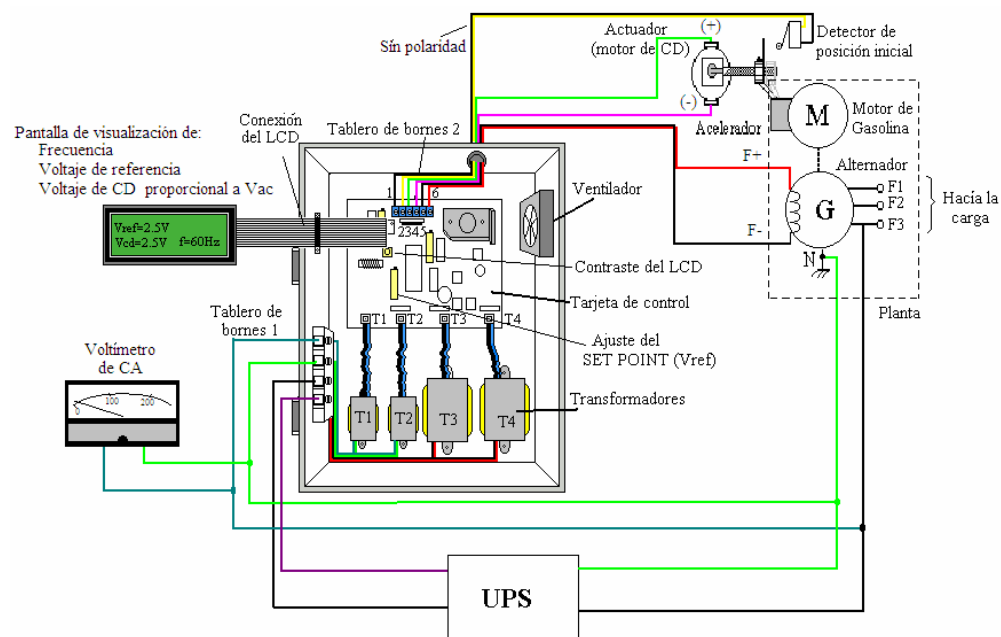 Sín polaridad
Actuador
(motor de CD)
(+)
(-)
Detector de
posición inicial
Acelerador
M
Motor de
Gasolina
Alternador
F+
F-
G
F1
F2
F3
N
Hacía la
carga
Planta
Pantalla de visualización de:
Frecuencia
Voltaje de referencia
Voltaje de CD proporcional a Vac
Conexión
del LCD
Tablero de bornes 2
1
6
2345
Ventilador
Vref=2.5V
Vcd=2.5V f=60Hz
Contraste del LCD
Tarjeta de control
Tablero de
bornes 1
T1
T2
T3
T4
Ajuste del
SET POINT (Vref)
Voltímetro
de CA
0
100
200
Transformadores
T1
T2
T3
T4
UPS